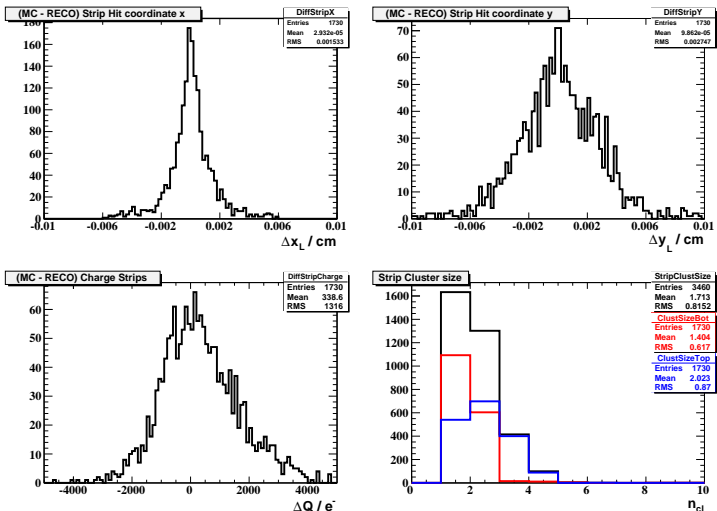 (MC - RECO) Strip Hit coordinate x
DiffStripX
Entries 1730
Mean 2.932e-05
RMS 0.001533
180
160
140
120
100
80
60
40
20
0
-0.01 -0.006 -0.002 0.002 0.006 0.01
Δx_L / cm
(MC - RECO) Strip Hit coordinate y
DiffStripY
Entries 1730
Mean 9.862e-05
RMS 0.002747
70
60
50
40
30
20
10
0
-0.01 -0.006 -0.002 0.002 0.006 0.01
Δy_L / cm
(MC - RECO) Charge Strips
DiffStripCharge
Entries 1730
Mean 338.6
RMS 1316
60
50
40
30
20
10
0
-4000 -2000 0 2000 4000
ΔQ / e⁻
Strip Cluster size
StripClustSize
Entries 3460
Mean 1.713
RMS 0.8152
ClustSizeBot
Entries 1730
Mean 1.404
RMS 0.617
ClustSizeTop
Entries 1730
Mean 2.023
RMS 0.87
1600
1400
1200
1000
800
600
400
200
0
0 2 4 6 8 10
n_cl